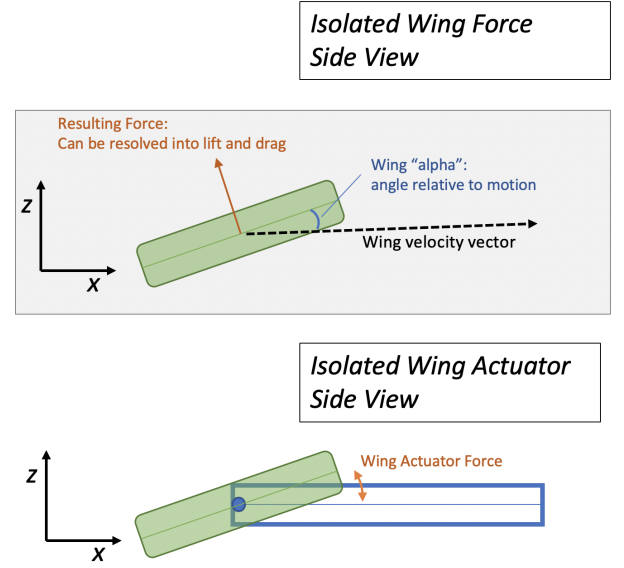 Isolated Wing Force
Side View
Resulting Force:
Can be resolved into lift and drag
Wing “alpha”:
angle relative to motion
Z
Wing velocity vector
X
Isolated Wing Actuator
Side View
Wing Actuator Force
Z
X